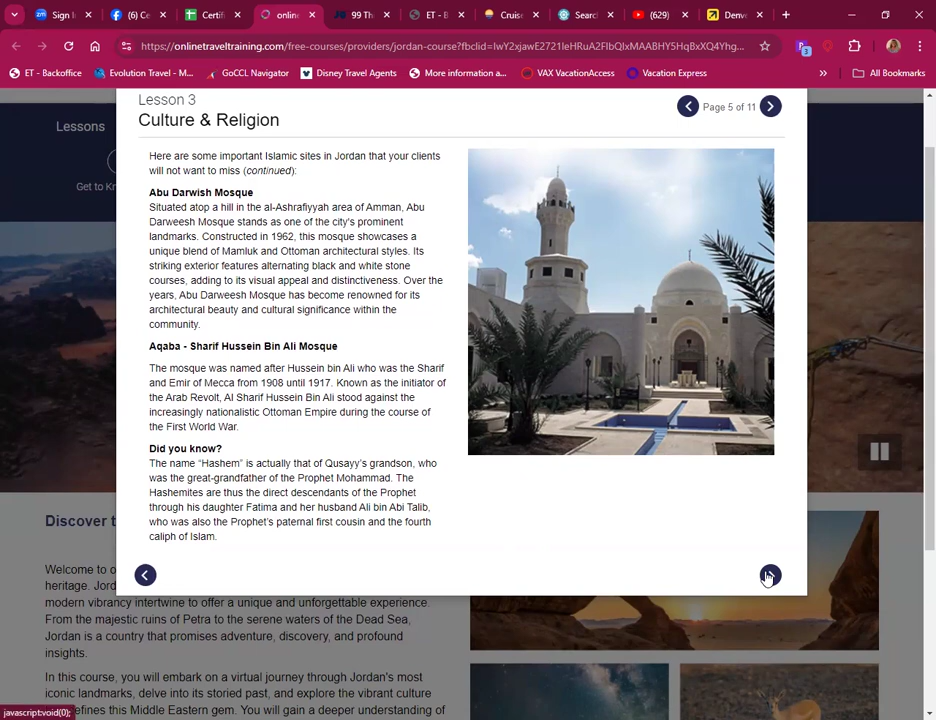 Sign I
(6) Ce
Certif
online
99 Thi
ET - B
Cruise
Searc
(629)
Denve
https://onlinetraveltraining.com/free-courses/providers/jordan-course?fbclid=IwY2xjawE2721leHRuA2FlbQIxMAABHY5HqBxXQ4Yhg...
3
ET - Backoffice
Evolution Travel - M...
GoCCL Navigator
Disney Travel Agents
More information a...
VAX VacationAccess
Vacation Express
All Bookmarks
Lessons
Get to Kn
Lesson 3
Culture & Religion
Page 5 of 11
Here are some important Islamic sites in Jordan that your clients
will not want to miss (continued):
Abu Darwish Mosque
Situated atop a hill in the al-Ashrafiyyah area of Amman, Abu
Darweesh Mosque stands as one of the city's prominent
landmarks. Constructed in 1962, this mosque showcases a
unique blend of Mamluk and Ottoman architectural styles. Its
striking exterior features alternating black and white stone
courses, adding to its visual appeal and distinctiveness. Over the
years, Abu Darweesh Mosque has become renowned for its
architectural beauty and cultural significance within the
community.
Aqaba - Sharif Hussein Bin Ali Mosque
The mosque was named after Hussein bin Ali who was the Sharif
and Emir of Mecca from 1908 until 1917. Known as the initiator of
the Arab Revolt, Al Sharif Hussein Bin Ali stood against the
increasingly nationalistic Ottoman Empire during the course of
the First World War.
Did you know?
The name “Hashem” is actually that of Qusayy's grandson, who
was the great-grandfather of the Prophet Mohammad. The
Hashemites are thus the direct descendants of the Prophet
through his daughter Fatima and her husband Ali bin Abi Talib,
who was also the Prophet's paternal first cousin and the fourth
caliph of Islam.
Discover t
Welcome to o
heritage. Jord
modern vibrancy intertwine to offer a unique and unforgettable experience.
From the majestic ruins of Petra to the serene waters of the Dead Sea,
Jordan is a country that promises adventure, discovery, and profound
insights.
In this course, you will embark on a virtual journey through Jordan's most
iconic landmarks, delve into its storied past, and explore the vibrant culture
efines this Middle Eastern gem. You will gain a deeper understanding of
javascript:void(0);